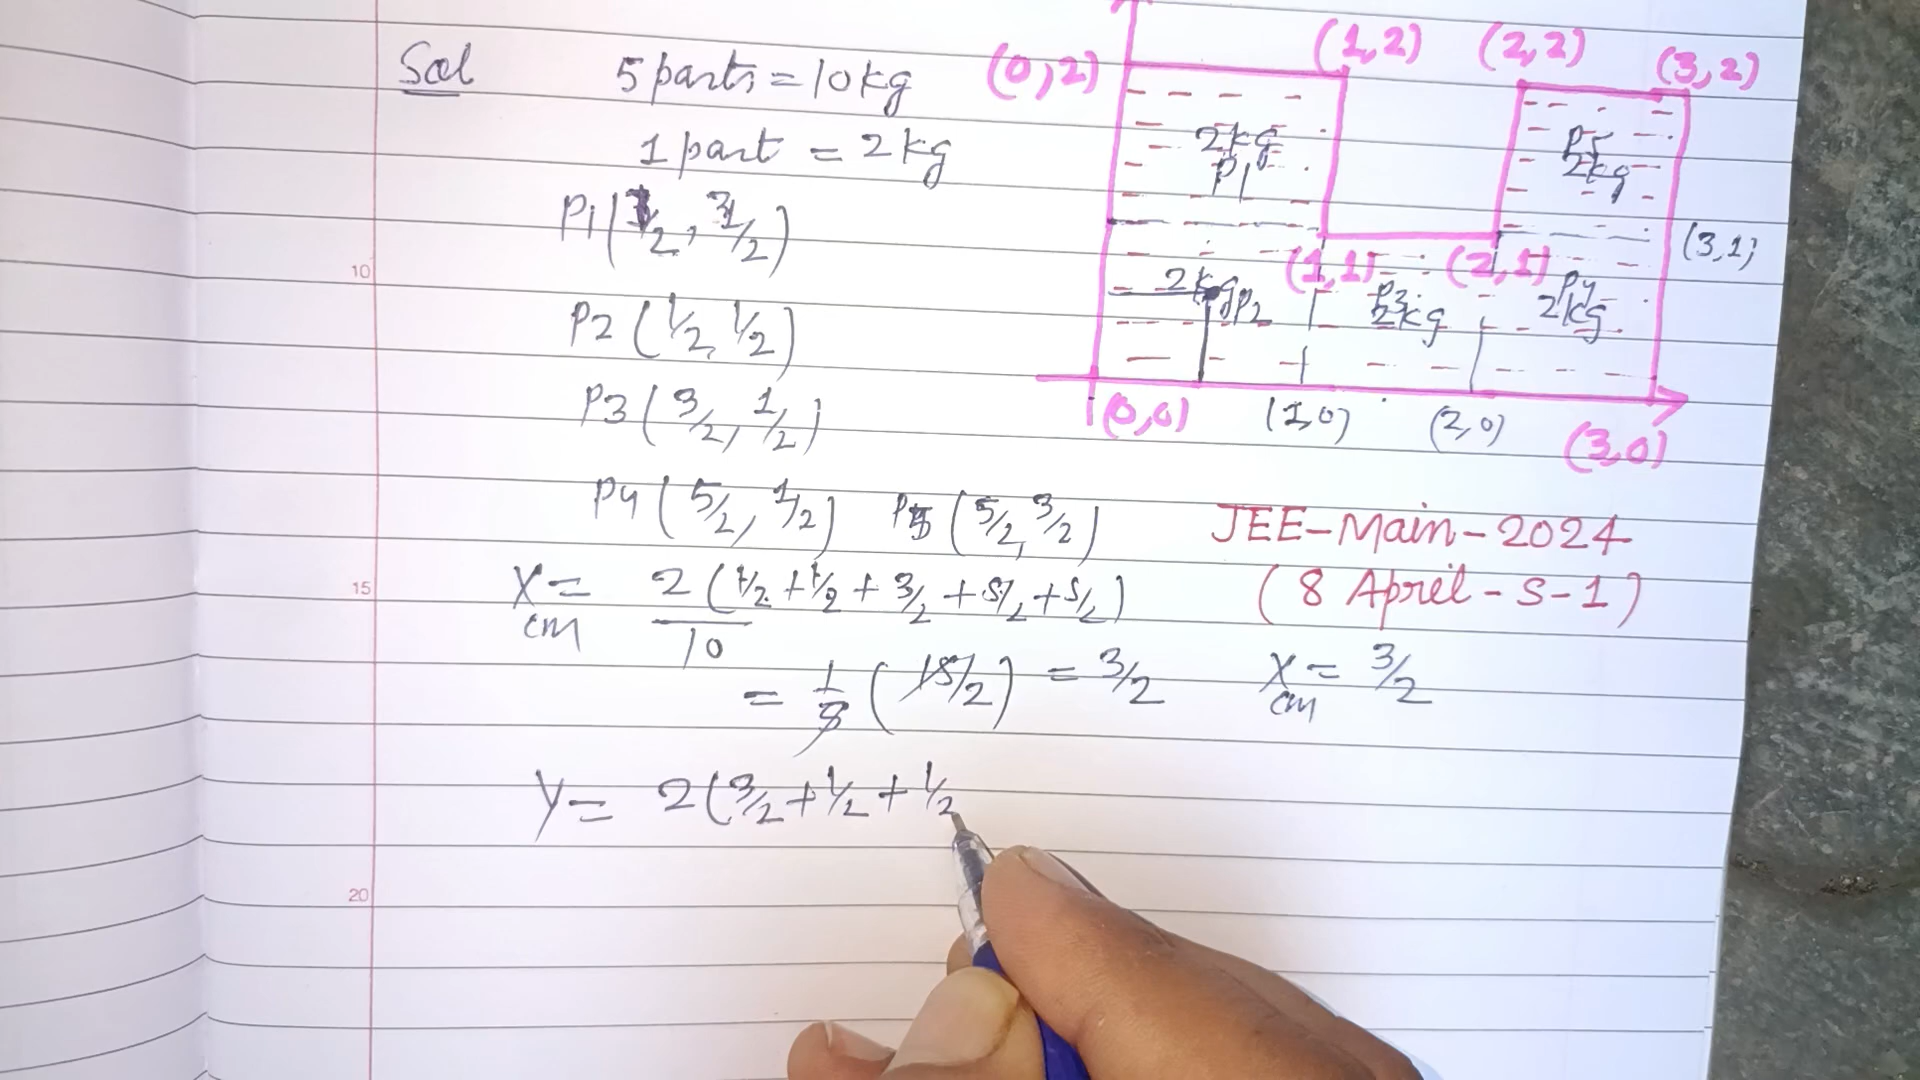 Sol 5 parts = 10 kg
1 part = 2 kg
P1 (1/2, 3/2)
P2 (1/2, 1/2)
P3 (3/2, 1/2)
P4 (5/2, 1/2) P5 (5/2, 3/2)
X cm = 2 (1/2 + 1/2 + 3/2 + 5/2 + 5/2)
10
= 1/5 (15/2) = 3/2 X cm = 3/2
Y = 2 (3/2 + 1/2 + 1/2
(0,2) (1,2) (2,2) (3,2)
2kg P1
P5 2kg
(1,1) (2,1) (3,1)
2kg P2
P3 2kg
P4 2kg
(0,0) (1,0) (2,0) (3,0)
JEE-Main-2024
(8 April-S-1)
10
15
20